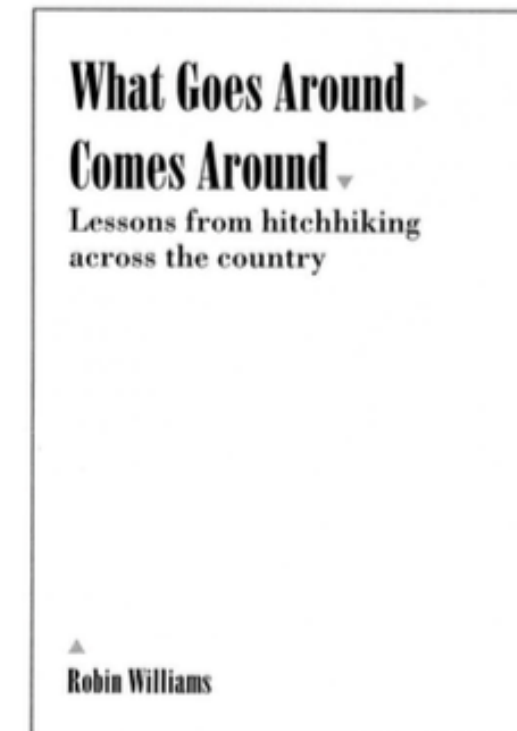 What Goes Around
Comes Around
Lessons from hitchhiking
across the country
Robin Williams